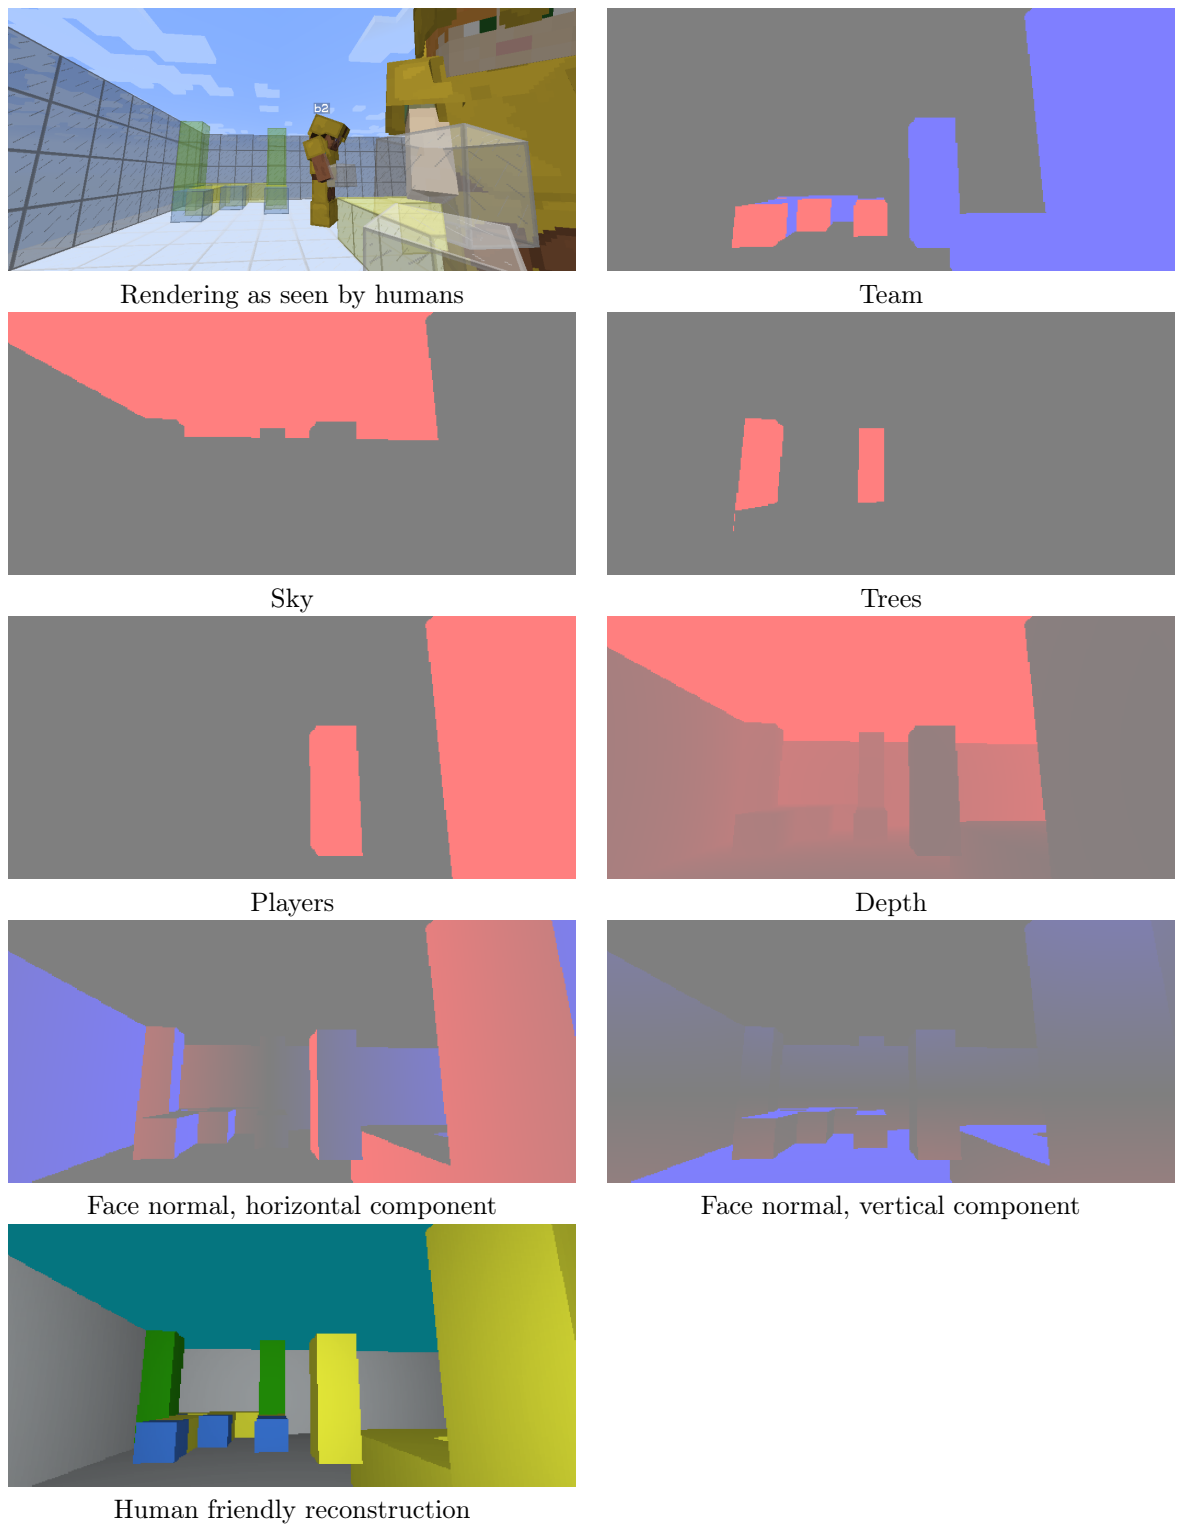 b2
Rendering as seen by humans
Team
Sky
Trees
Players
Depth
Face normal, horizontal component
Face normal, vertical component
Human friendly reconstruction